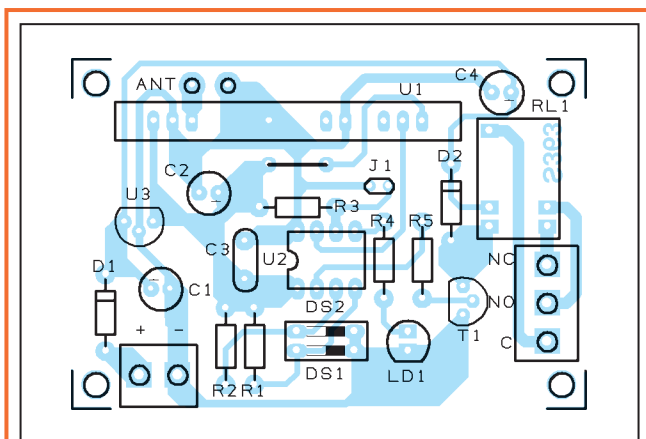 C4
ANT
U1
RL1
2393
D2
C2
J1
U3
R3
R4
R5
C3
U2
NC
D1
C1
DS2
NO
+
-
T1
C
DS1
LD1
R2
R1